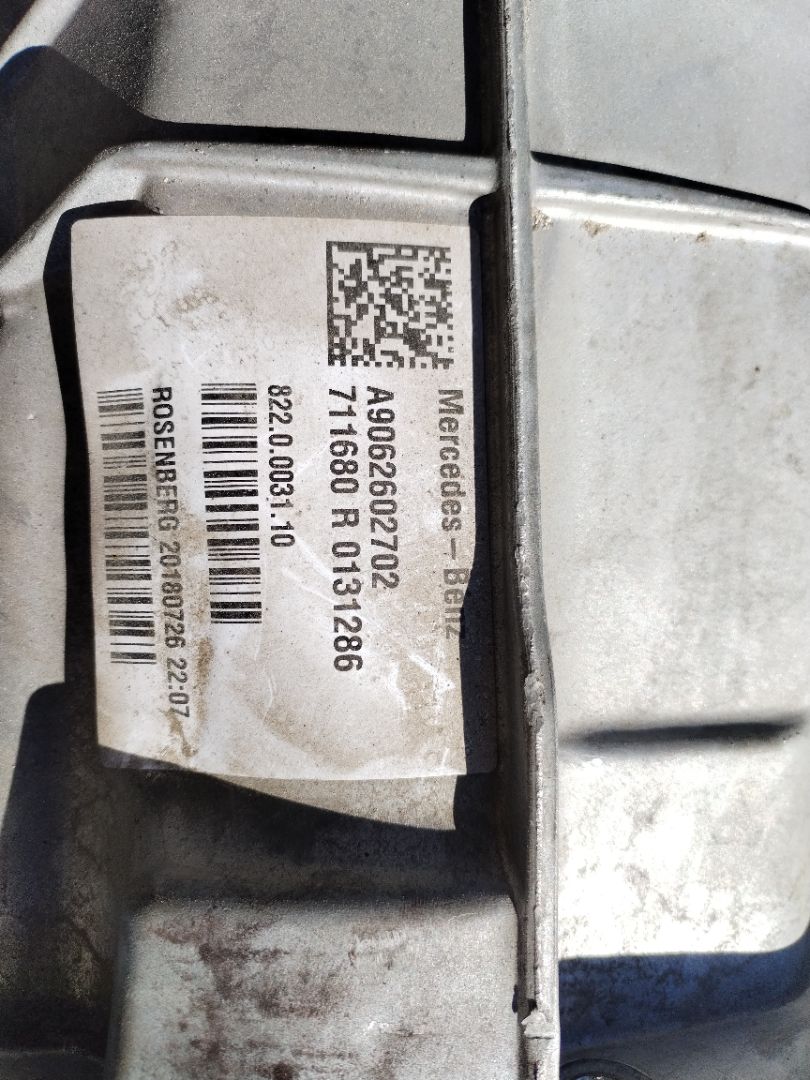 Mercedes – Benz
A9062602702
711680 R 0131286
822.0.0031.10
ROSENBERG 20180726 22:07